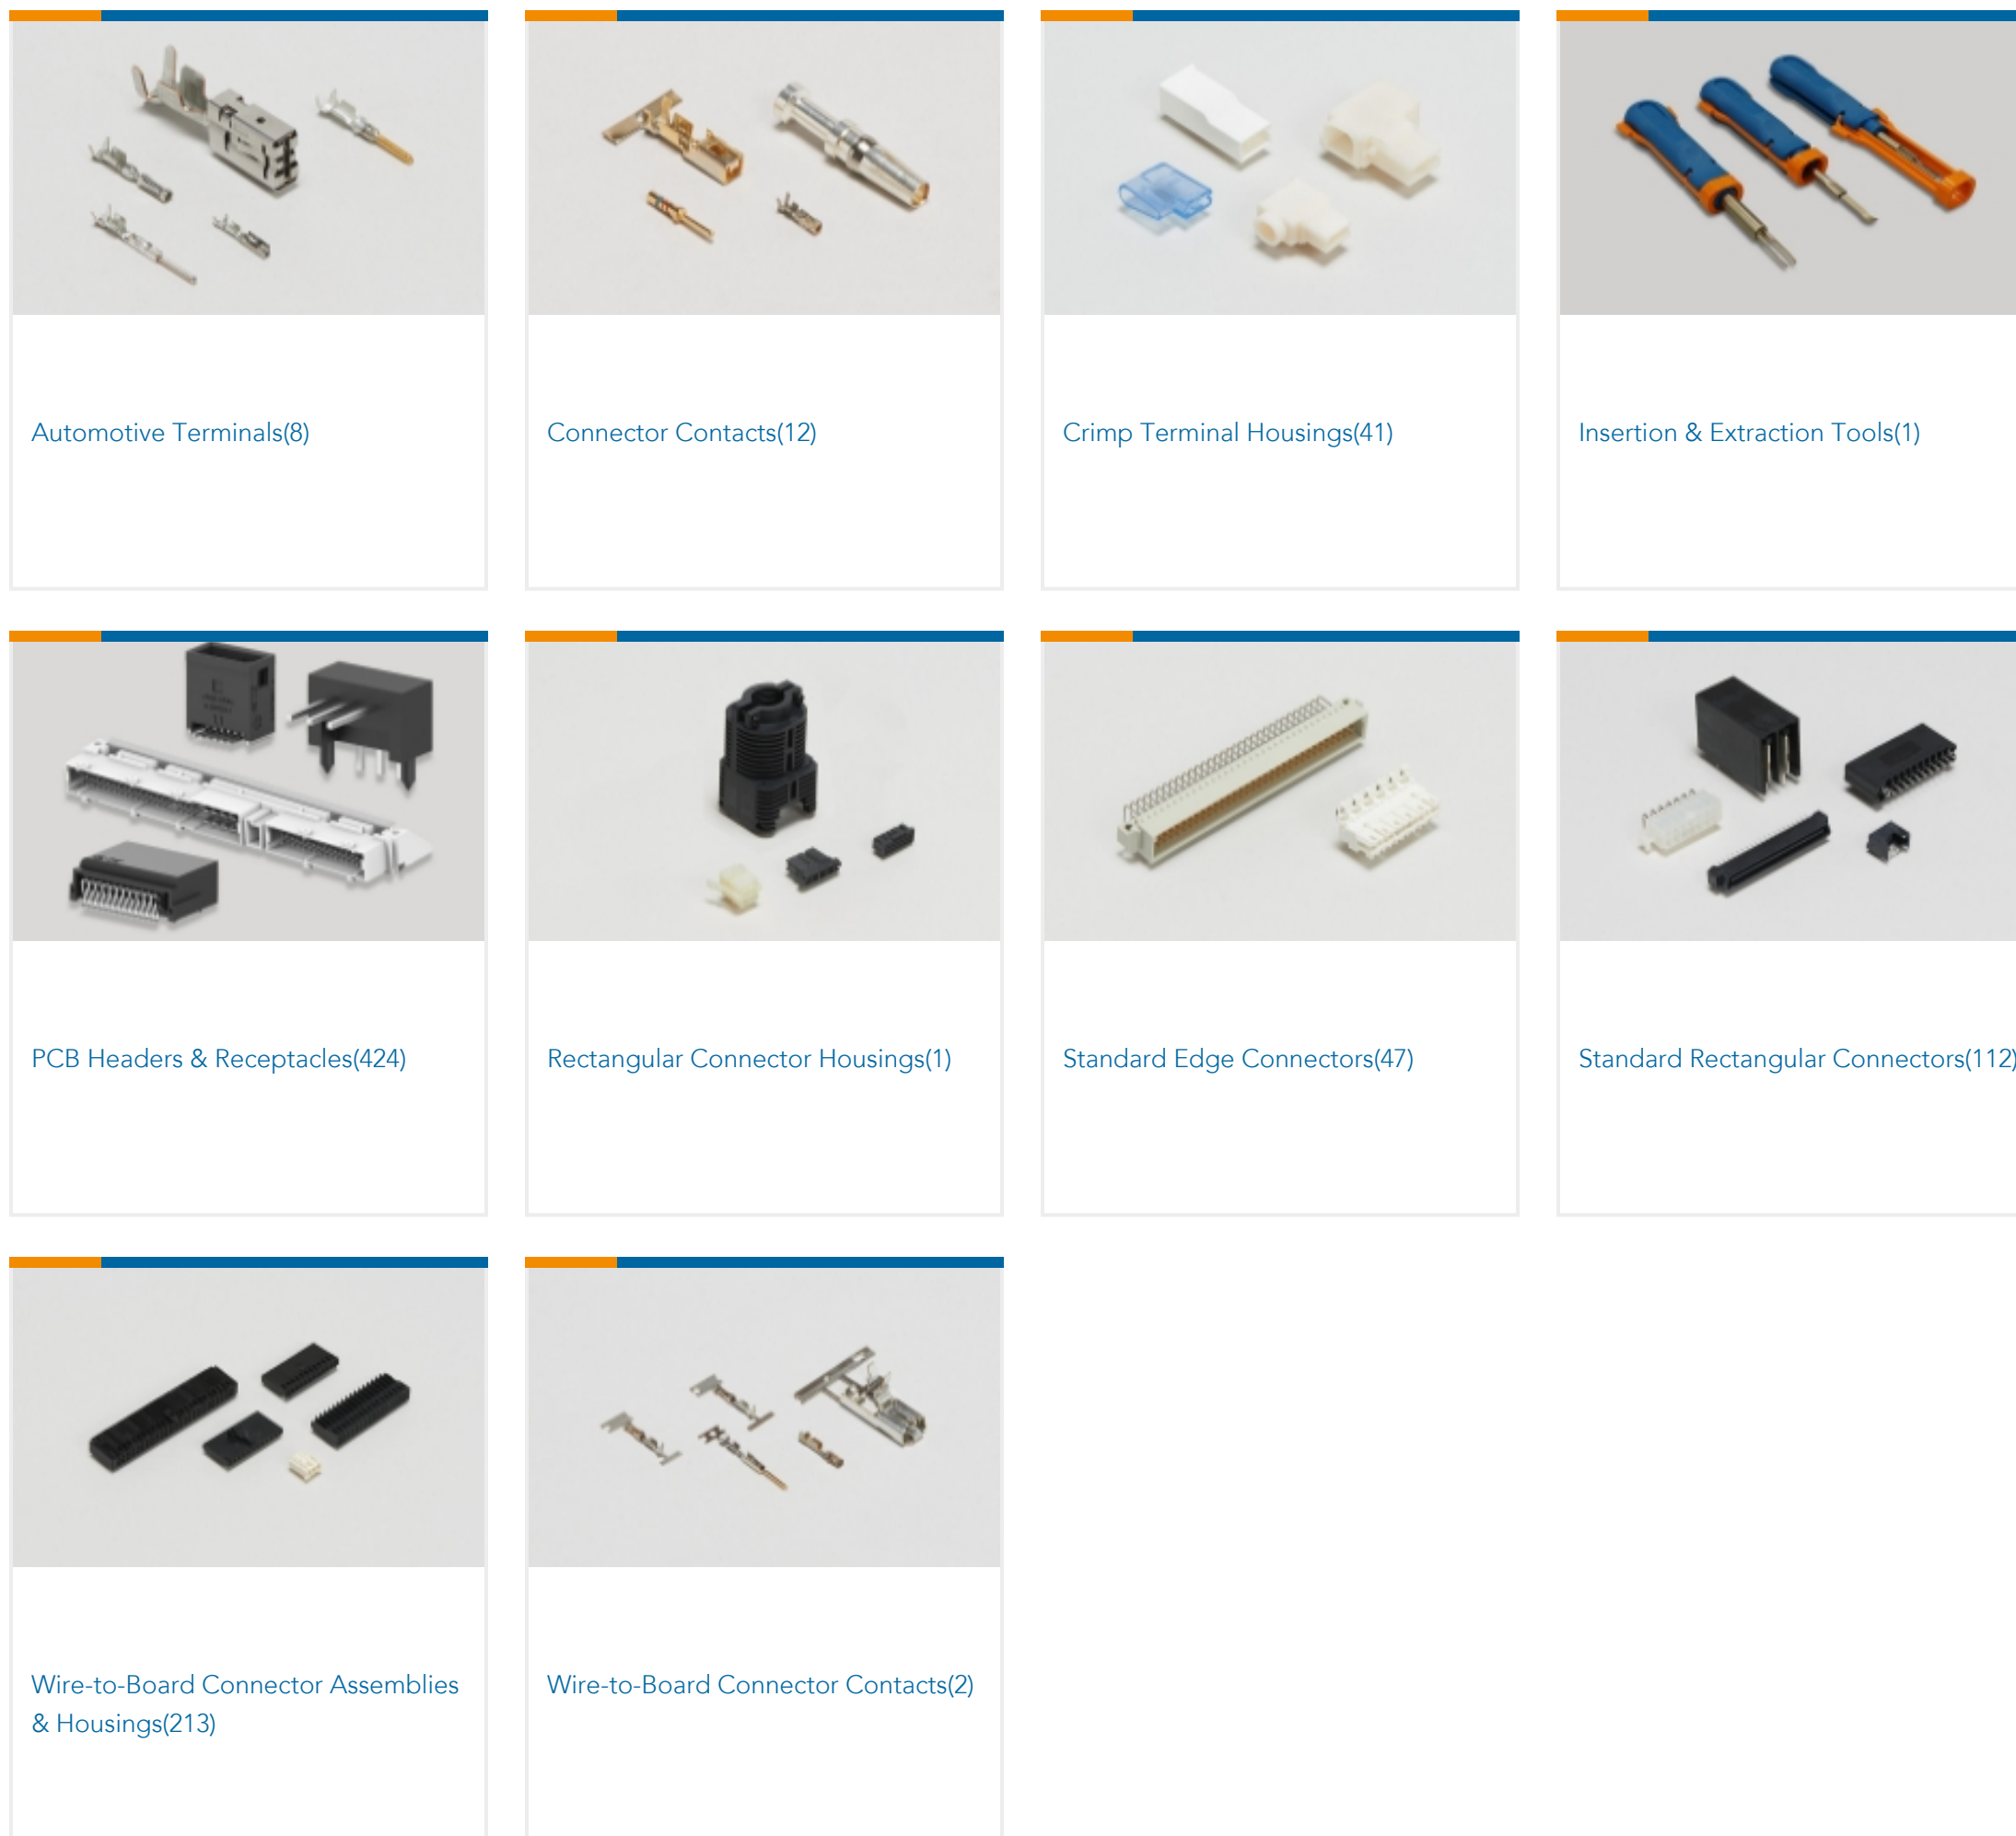 Automotive Terminals(8)
Connector Contacts(12)
Crimp Terminal Housings(41)
Insertion & Extraction Tools(1)
PCB Headers & Receptacles(424)
Rectangular Connector Housings(1)
Standard Edge Connectors(47)
Standard Rectangular Connectors(112)
Wire-to-Board Connector Assemblies
& Housings(213)
Wire-to-Board Connector Contacts(2)